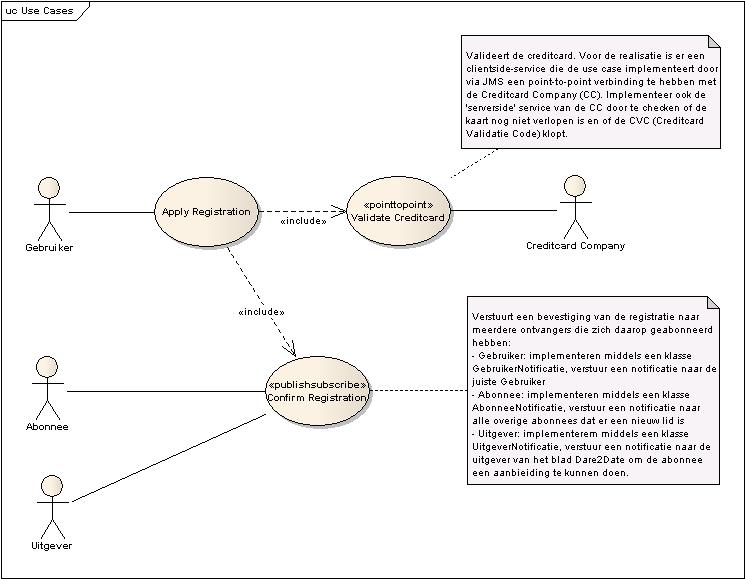 uc Use Cases
Valideert de creditcard. Voor de realisatie is er een
clientside-service die de use case implementeert door
via JMS een point-to-point verbinding te hebben met
de Creditcard Company (CC). Implementeer ook de
'serverside' service van de CC door te checken of de
kaart nog niet verlopen is en of de CVC (Creditcard
Validatie Code) klopt.
Gebruiker
Apply Registration
«include»
«pointtopoint»
Validate Creditcard
Creditcard Company
«include»
Verstuurt een bevestiging van de registratie naar
meerdere ontvangers die zich daarop geabonneerd
hebben:
- Gebruiker: implementeren middels een klasse
GebruikerNotificatie, verstuur een notificatie naar de
juiste Gebruiker
- Abonnee: implementeren middels een klasse
AbonneeNotificatie, verstuur een notificatie naar
alle overige abonnees dat er een nieuw lid is
- Uitgever: implementerem middels een klasse
UitgeverNotificatie, verstuur een notificatie naar de
uitgever van het blad Dare2Date om de abonnee
een aanbieding te kunnen doen.
Abonnee
«publishsubscribe»
Confirm Registration
Uitgever